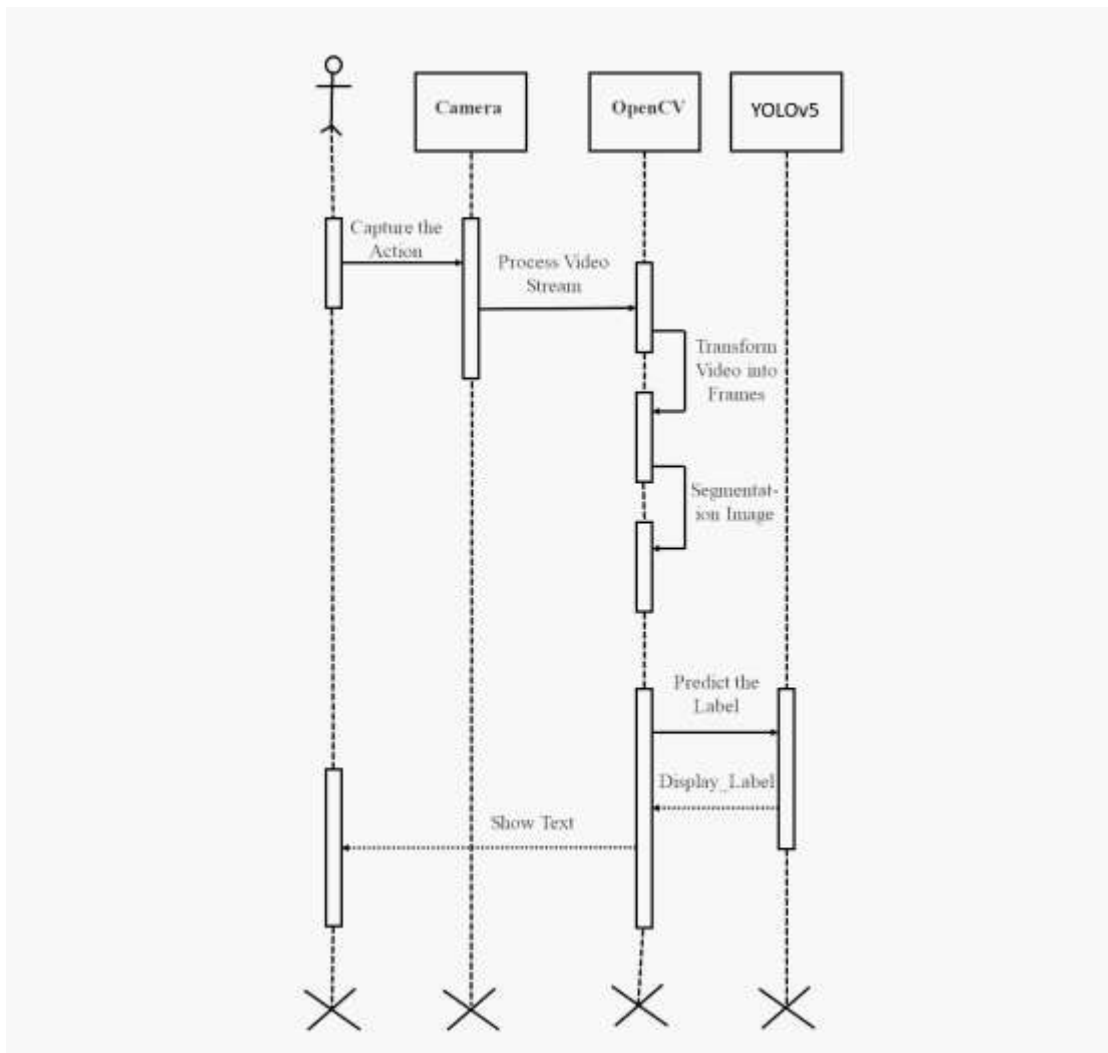 Camera
OpenCV
YOLOv5
Capture the
Action
Process Video
Stream
Transform
Video into
Frames
Segmentat-
ion Image
Predict the
Label
Display_Label
Show Text